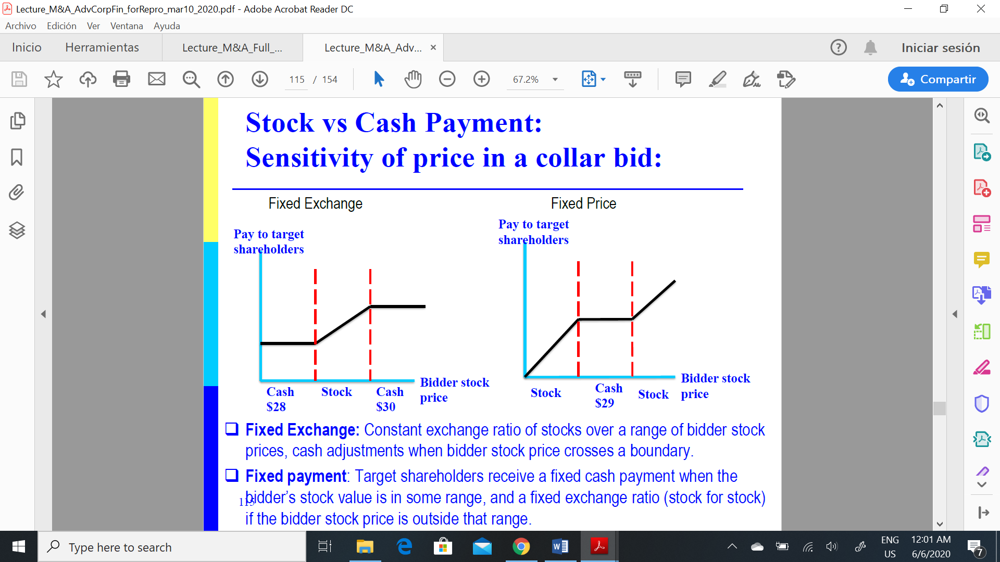 Lecture_M&A_AdvCorpFin_forRepro_mar10_2020.pdf - Adobe Acrobat Reader DC
Archivo Edición Ver Ventana Ayuda
Inicio Herramientas Lecture_M&A_Full_... Lecture_M&A_Adv... ×
Iniciar sesión
115 / 154 67.2% Compartir
Stock vs Cash Payment:
Sensitivity of price in a collar bid:
Fixed Exchange
Pay to target
shareholders
Cash
$28
Stock
Cash
$30
Bidder stock
price
Fixed Price
Pay to target
shareholders
Stock
Cash
$29
Stock
Bidder stock
price
❑ Fixed Exchange: Constant exchange ratio of stocks over a range of bidder stock
prices, cash adjustments when bidder stock price crosses a boundary.
❑ Fixed payment: Target shareholders receive a fixed cash payment when the
bidder’s stock value is in some range, and a fixed exchange ratio (stock for stock)
if the bidder stock price is outside that range.
115
Type here to search
ENG
US
12:01 AM
6/6/2020
7